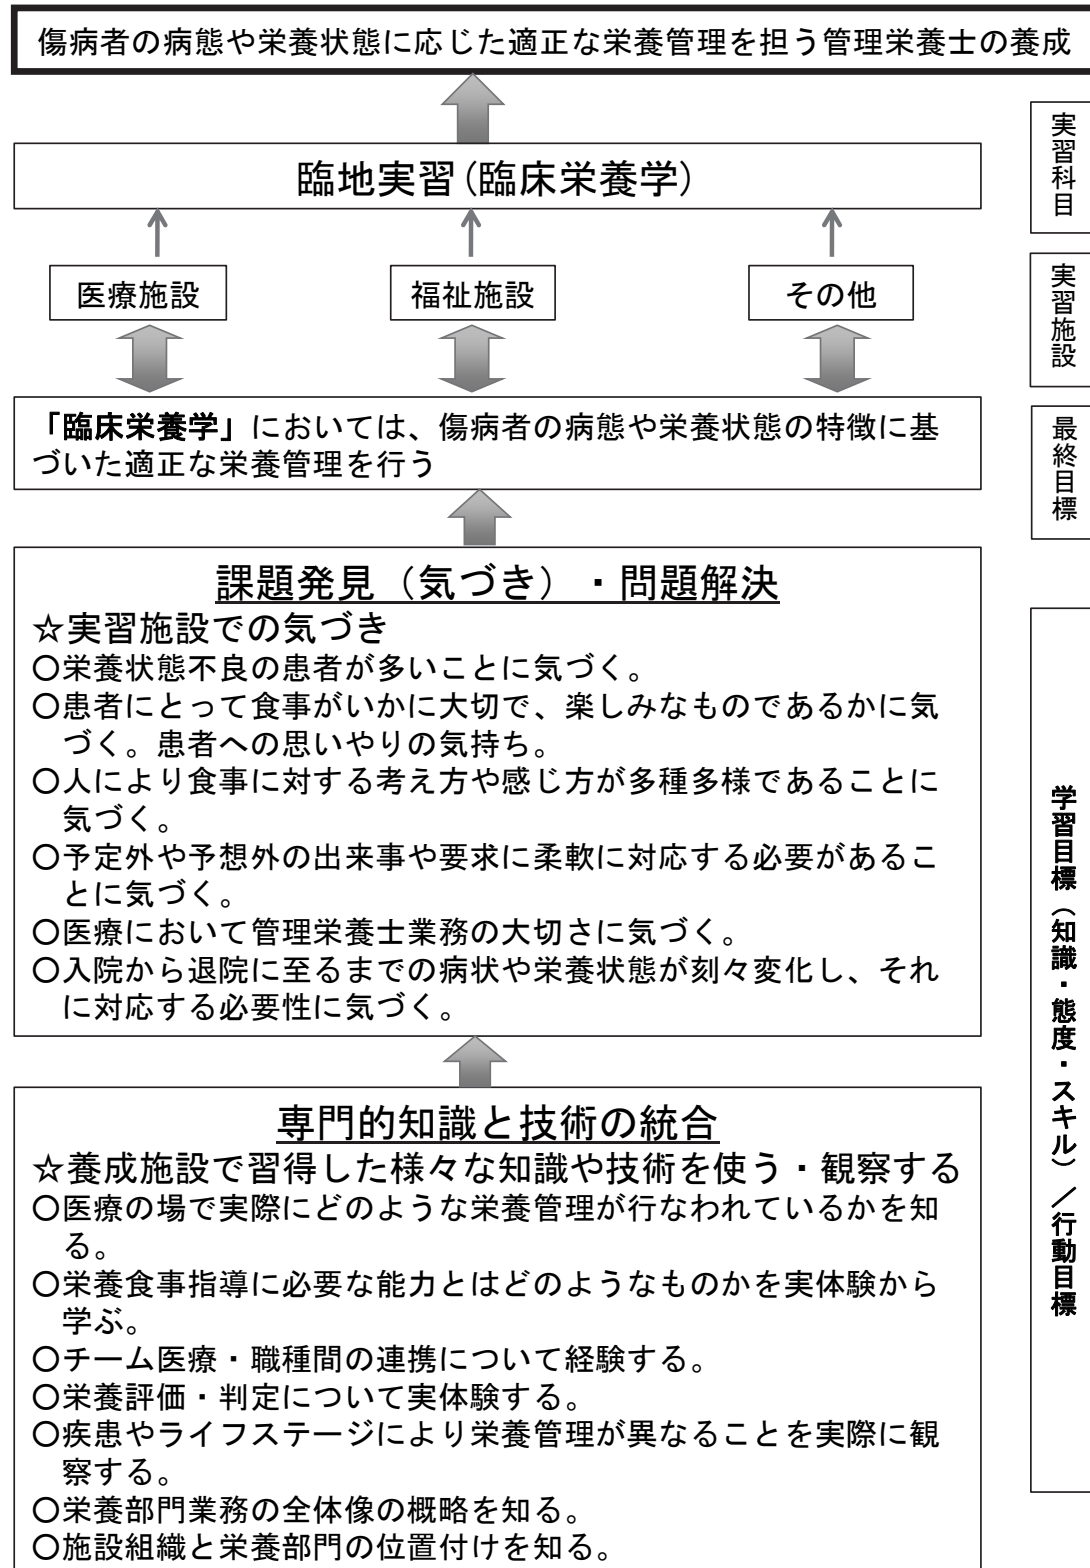 傷病者の病態や栄養状態に応じた適正な栄養管理を担う管理栄養士の養成
臨地実習(臨床栄養学)
実習科目
医療施設
福祉施設
その他
実習施設
「臨床栄養学」においては、傷病者の病態や栄養状態の特徴に基
づいた適正な栄養管理を行う
最終目標
課題発見（気づき）・問題解決
☆実習施設での気づき
○栄養状態不良の患者が多いことに気づく。
○患者にとって食事がいかに大切で、楽しみなものであるかに気
づく。患者への思いやりの気持ち。
○人により食事に対する考え方や感じ方が多種多様であることに
気づく。
○予定外や予想外の出来事や要求に柔軟に対応する必要があるこ
とに気づく。
○医療において管理栄養士業務の大切さに気づく。
○入院から退院に至るまでの病状や栄養状態が刻々変化し、それ
に対応する必要性に気づく。
専門的知識と技術の統合
☆養成施設で習得した様々な知識や技術を使う・観察する
○医療の場で実際にどのような栄養管理が行なわれているかを知
る。
○栄養食事指導に必要な能力とはどのようなものかを実体験から
学ぶ。
○チーム医療・職種間の連携について経験する。
○栄養評価・判定について実体験する。
○疾患やライフステージにより栄養管理が異なることを実際に観
察する。
○栄養部門業務の全体像の概略を知る。
○施設組織と栄養部門の位置付けを知る。
学習目標（知識・態度・スキル）／行動目標